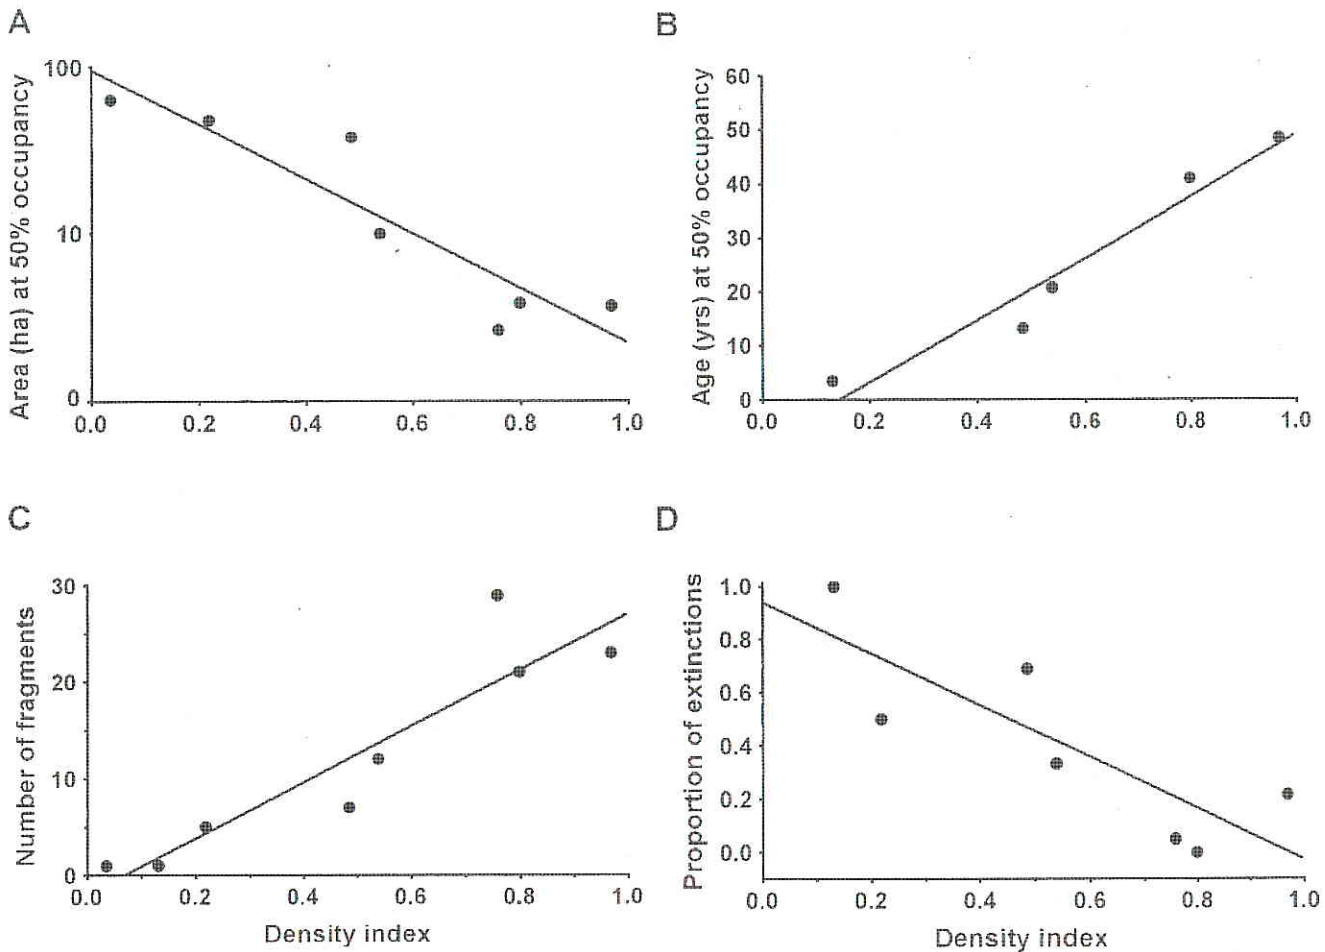 A
Area (ha) at 50% occupancy
100
10
0
0.0 0.2 0.4 0.6 0.8 1.0
B
Age (yrs) at 50% occupancy
60
50
40
30
20
10
0
0.0 0.2 0.4 0.6 0.8 1.0
C
Number of fragments
30
20
10
0
0.0 0.2 0.4 0.6 0.8 1.0
Density index
D
Proportion of extinctions
1.0
0.8
0.6
0.4
0.2
0.0
0.0 0.2 0.4 0.6 0.8 1.0
Density index